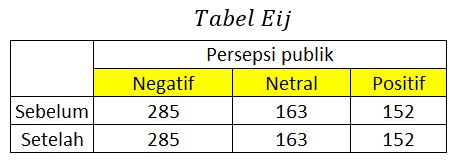 Tabel Eij
Persepsi publik
Negatif Netral Positif
Sebelum 285 163 152
Setelah 285 163 152